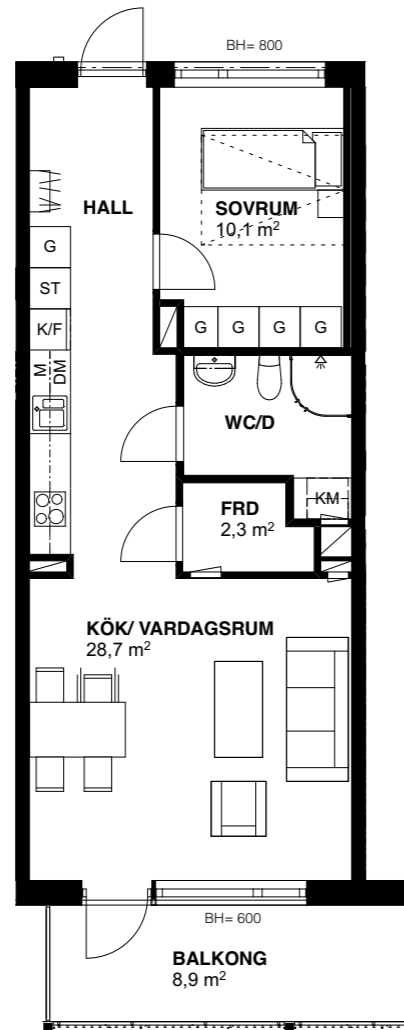 BH= 800
HALL
SOVRUM
10,1 m²
G
ST
K/F
G G G G
M
DM
WC/D
KM
FRD
2,3 m²
KÖK/ VARDAGSRUM
28,7 m²
BH= 600
BALKONG
8,9 m²